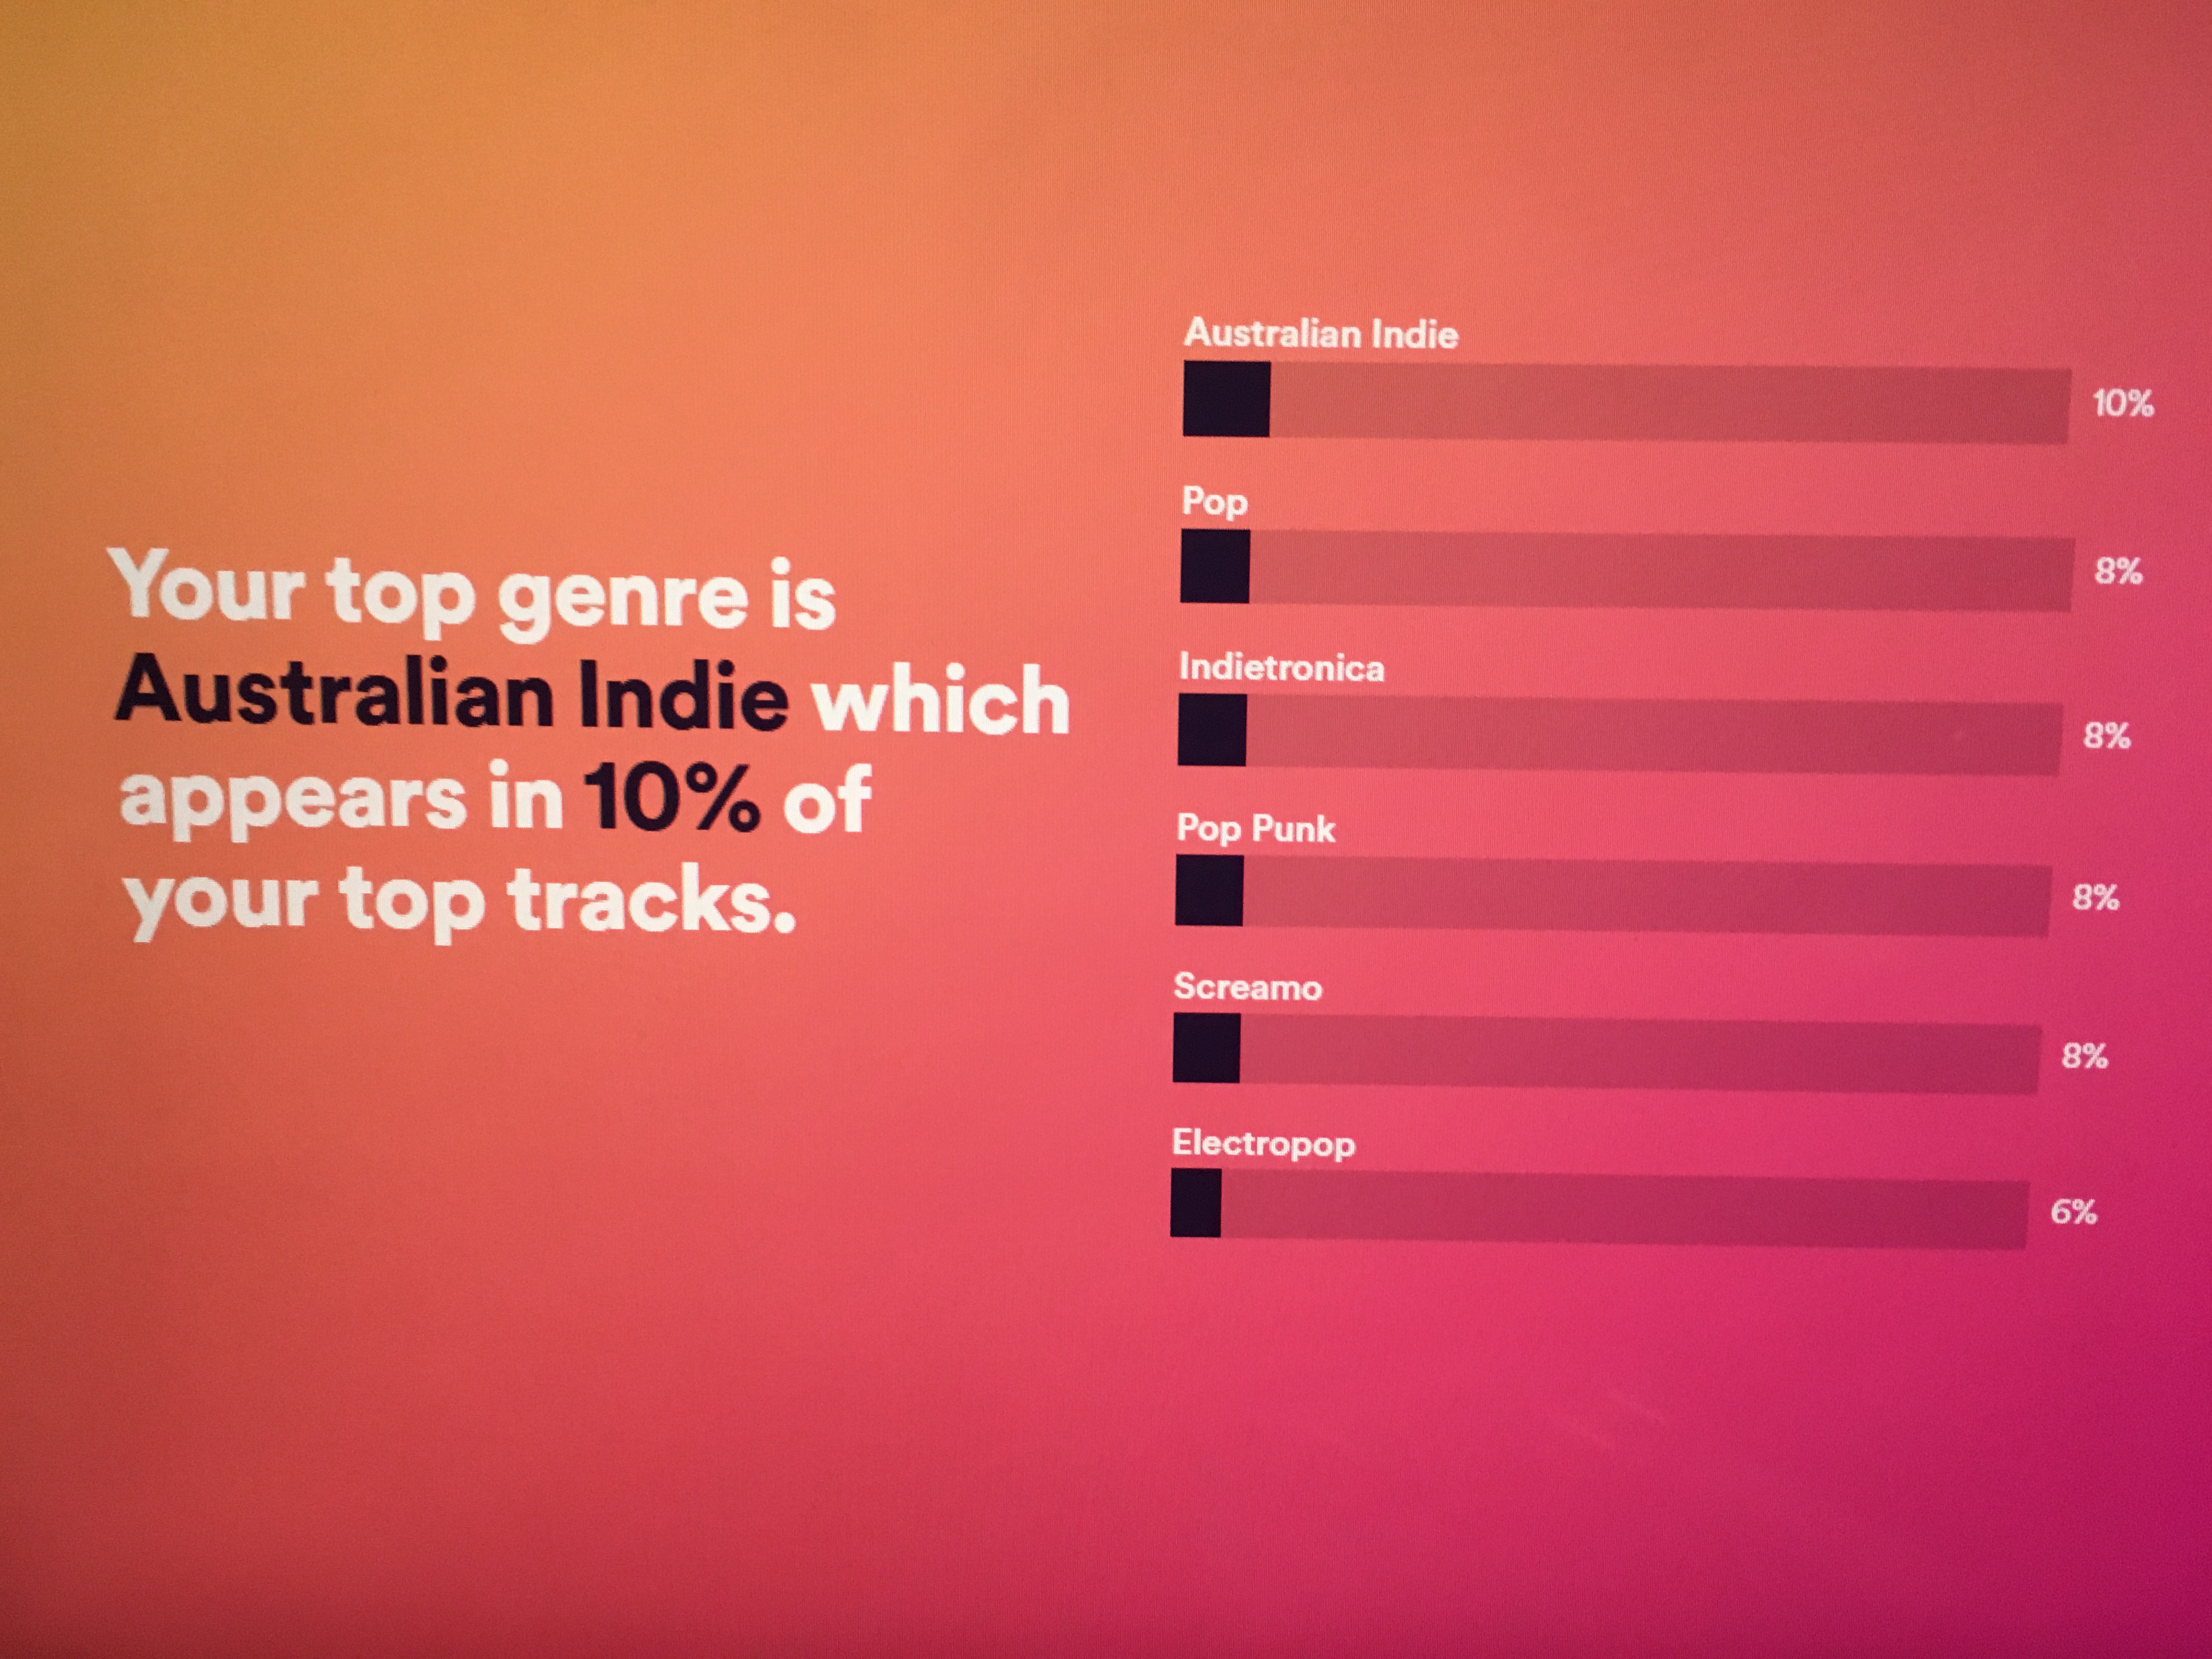 Your top genre is
Australian Indie which
appears in 10% of
your top tracks.
Australian Indie
10%
Pop
8%
Indietronica
8%
Pop Punk
8%
Screamo
8%
Electropop
6%